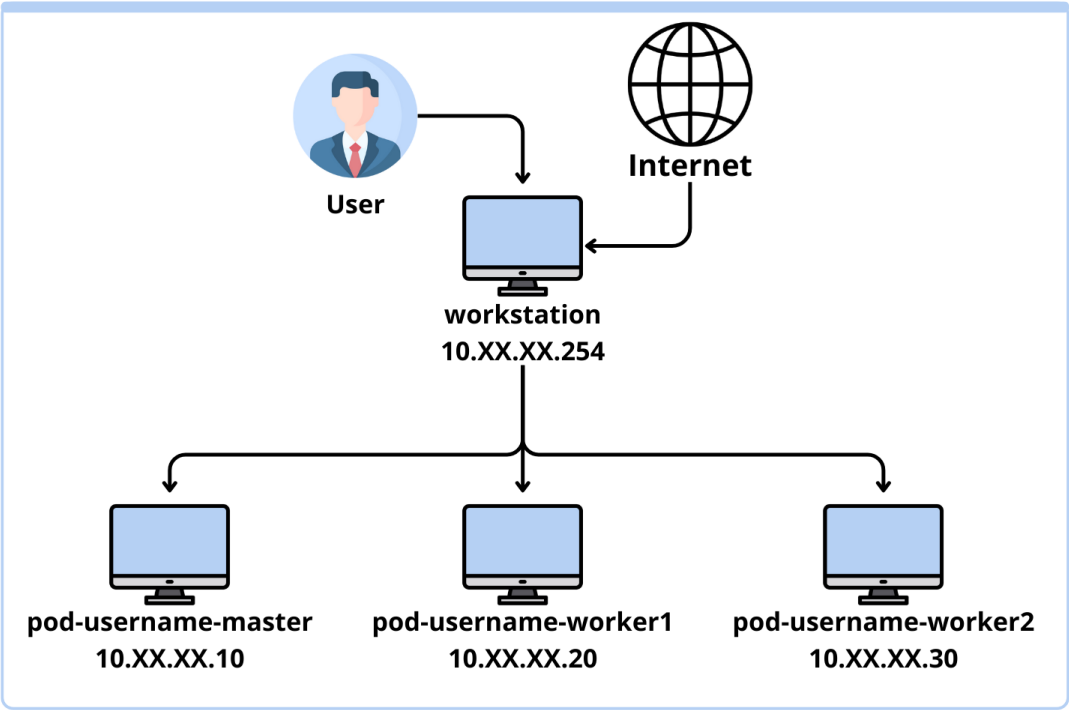 User
Internet
workstation
10.XX.XX.254
pod-username-master
10.XX.XX.10
pod-username-worker1
10.XX.XX.20
pod-username-worker2
10.XX.XX.30